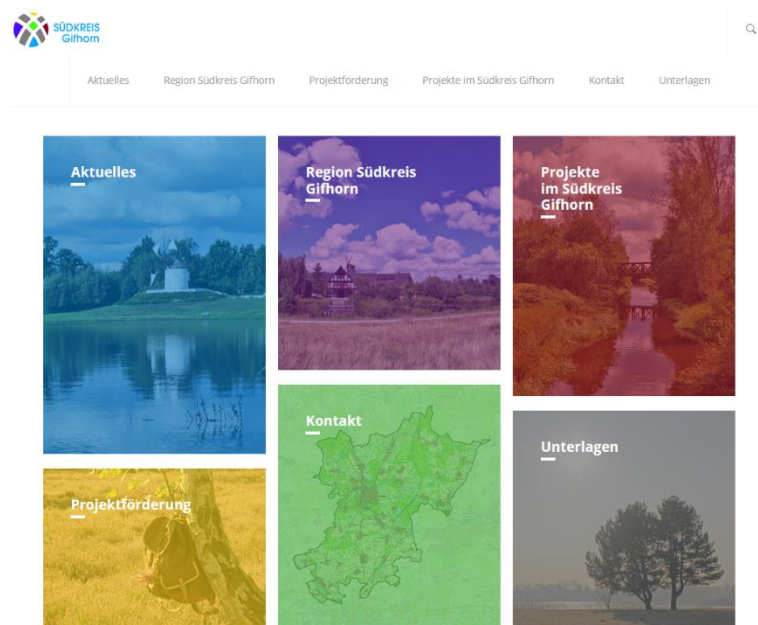 SÜDKREIS
Gifhorn
Aktuelles Region Südkreis Gifhorn Projektförderung Projekte im Südkreis Gifhorn Kontakt Unterlagen
Aktuelles
Region Südkreis
Gifhorn
Projekte
im Südkreis
Gifhorn
Kontakt
Unterlagen
Projektförderung